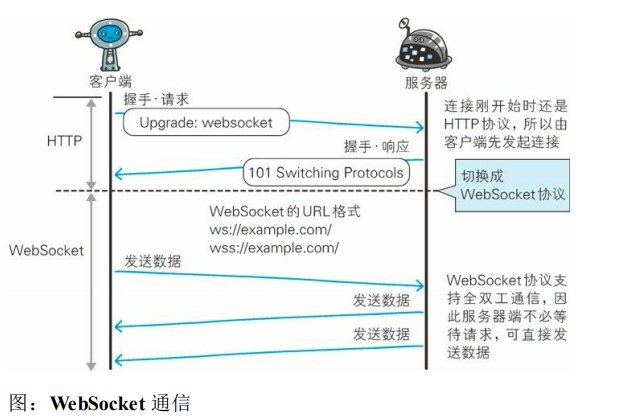 客户端
服务器
握手·请求
Upgrade: websocket
连接刚开始时还是
HTTP协议，所以由
客户端先发起连接
HTTP
握手·响应
101 Switching Protocols
切换成
WebSocket协议
WebSocket的URL格式
ws://example.com/
wss://example.com/
WebSocket
发送数据
发送数据
发送数据
WebSocket协议支
持全双工通信，因
此服务器端不必等
待请求，可直接发
送数据
图：WebSocket 通信